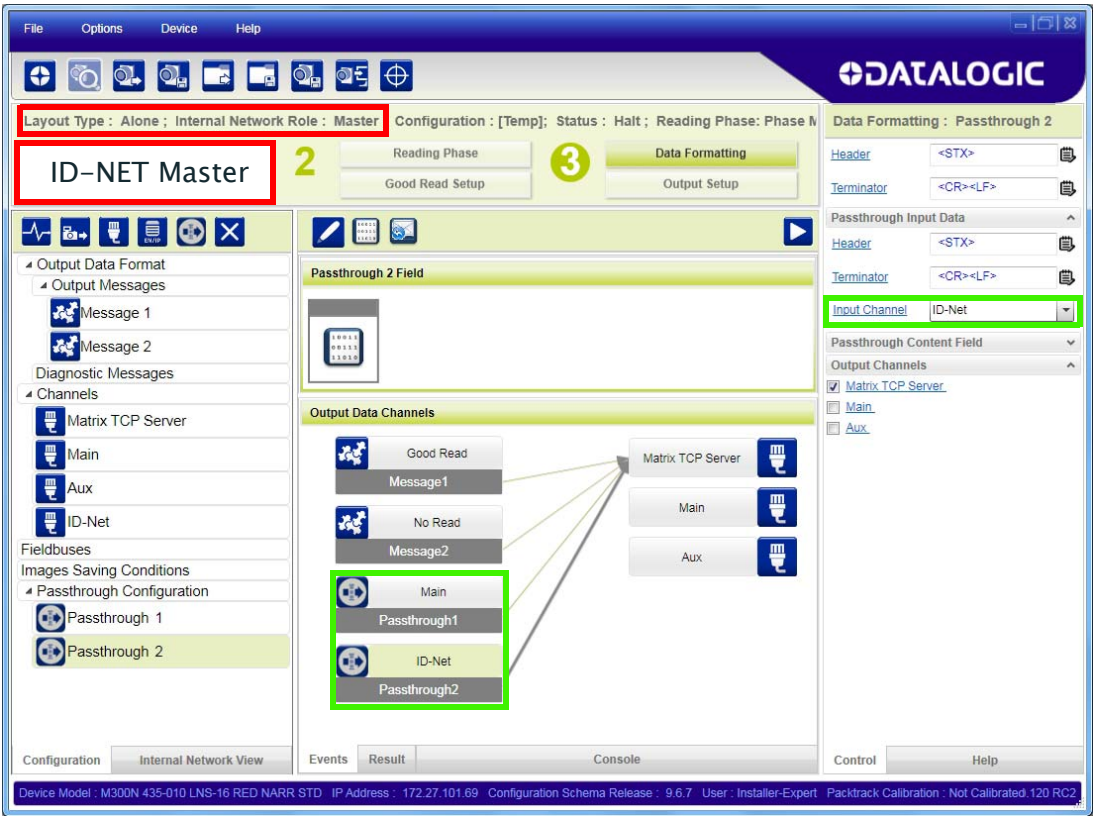 File Options Device Help
DATALOGIC
Layout Type : Alone ; Internal Network Role : Master Configuration : [Temp]; Status : Halt ; Reading Phase: Phase M
ID-NET Master
2
Reading Phase
Good Read Setup
3
Data Formatting
Output Setup
EN/IP
Output Data Format
Output Messages
Message 1
Message 2
Diagnostic Messages
Channels
Matrix TCP Server
Main
Aux
ID-Net
Fieldbuses
Images Saving Conditions
Passthrough Configuration
Passthrough 1
Passthrough 2
Configuration Internal Network View
Passthrough 2 Field
10011
00111
11010
Output Data Channels
Good Read
Message1
No Read
Message2
Main
Passthrough1
ID-Net
Passthrough2
Matrix TCP Server
Main
Aux
Events Result Console
Data Formatting : Passthrough 2
Header <STX>
Terminator <CR><LF>
Passthrough Input Data
Header <STX>
Terminator <CR><LF>
Input Channel ID-Net
Passthrough Content Field
Output Channels
Matrix TCP Server
Main
Aux
Control Help
Device Model : M300N 435-010 LNS-16 RED NARR STD IP Address : 172.27.101.69 Configuration Schema Release : 9.6.7 User : Installer-Expert Packtrack Calibration : Not Calibrated.120 RC2